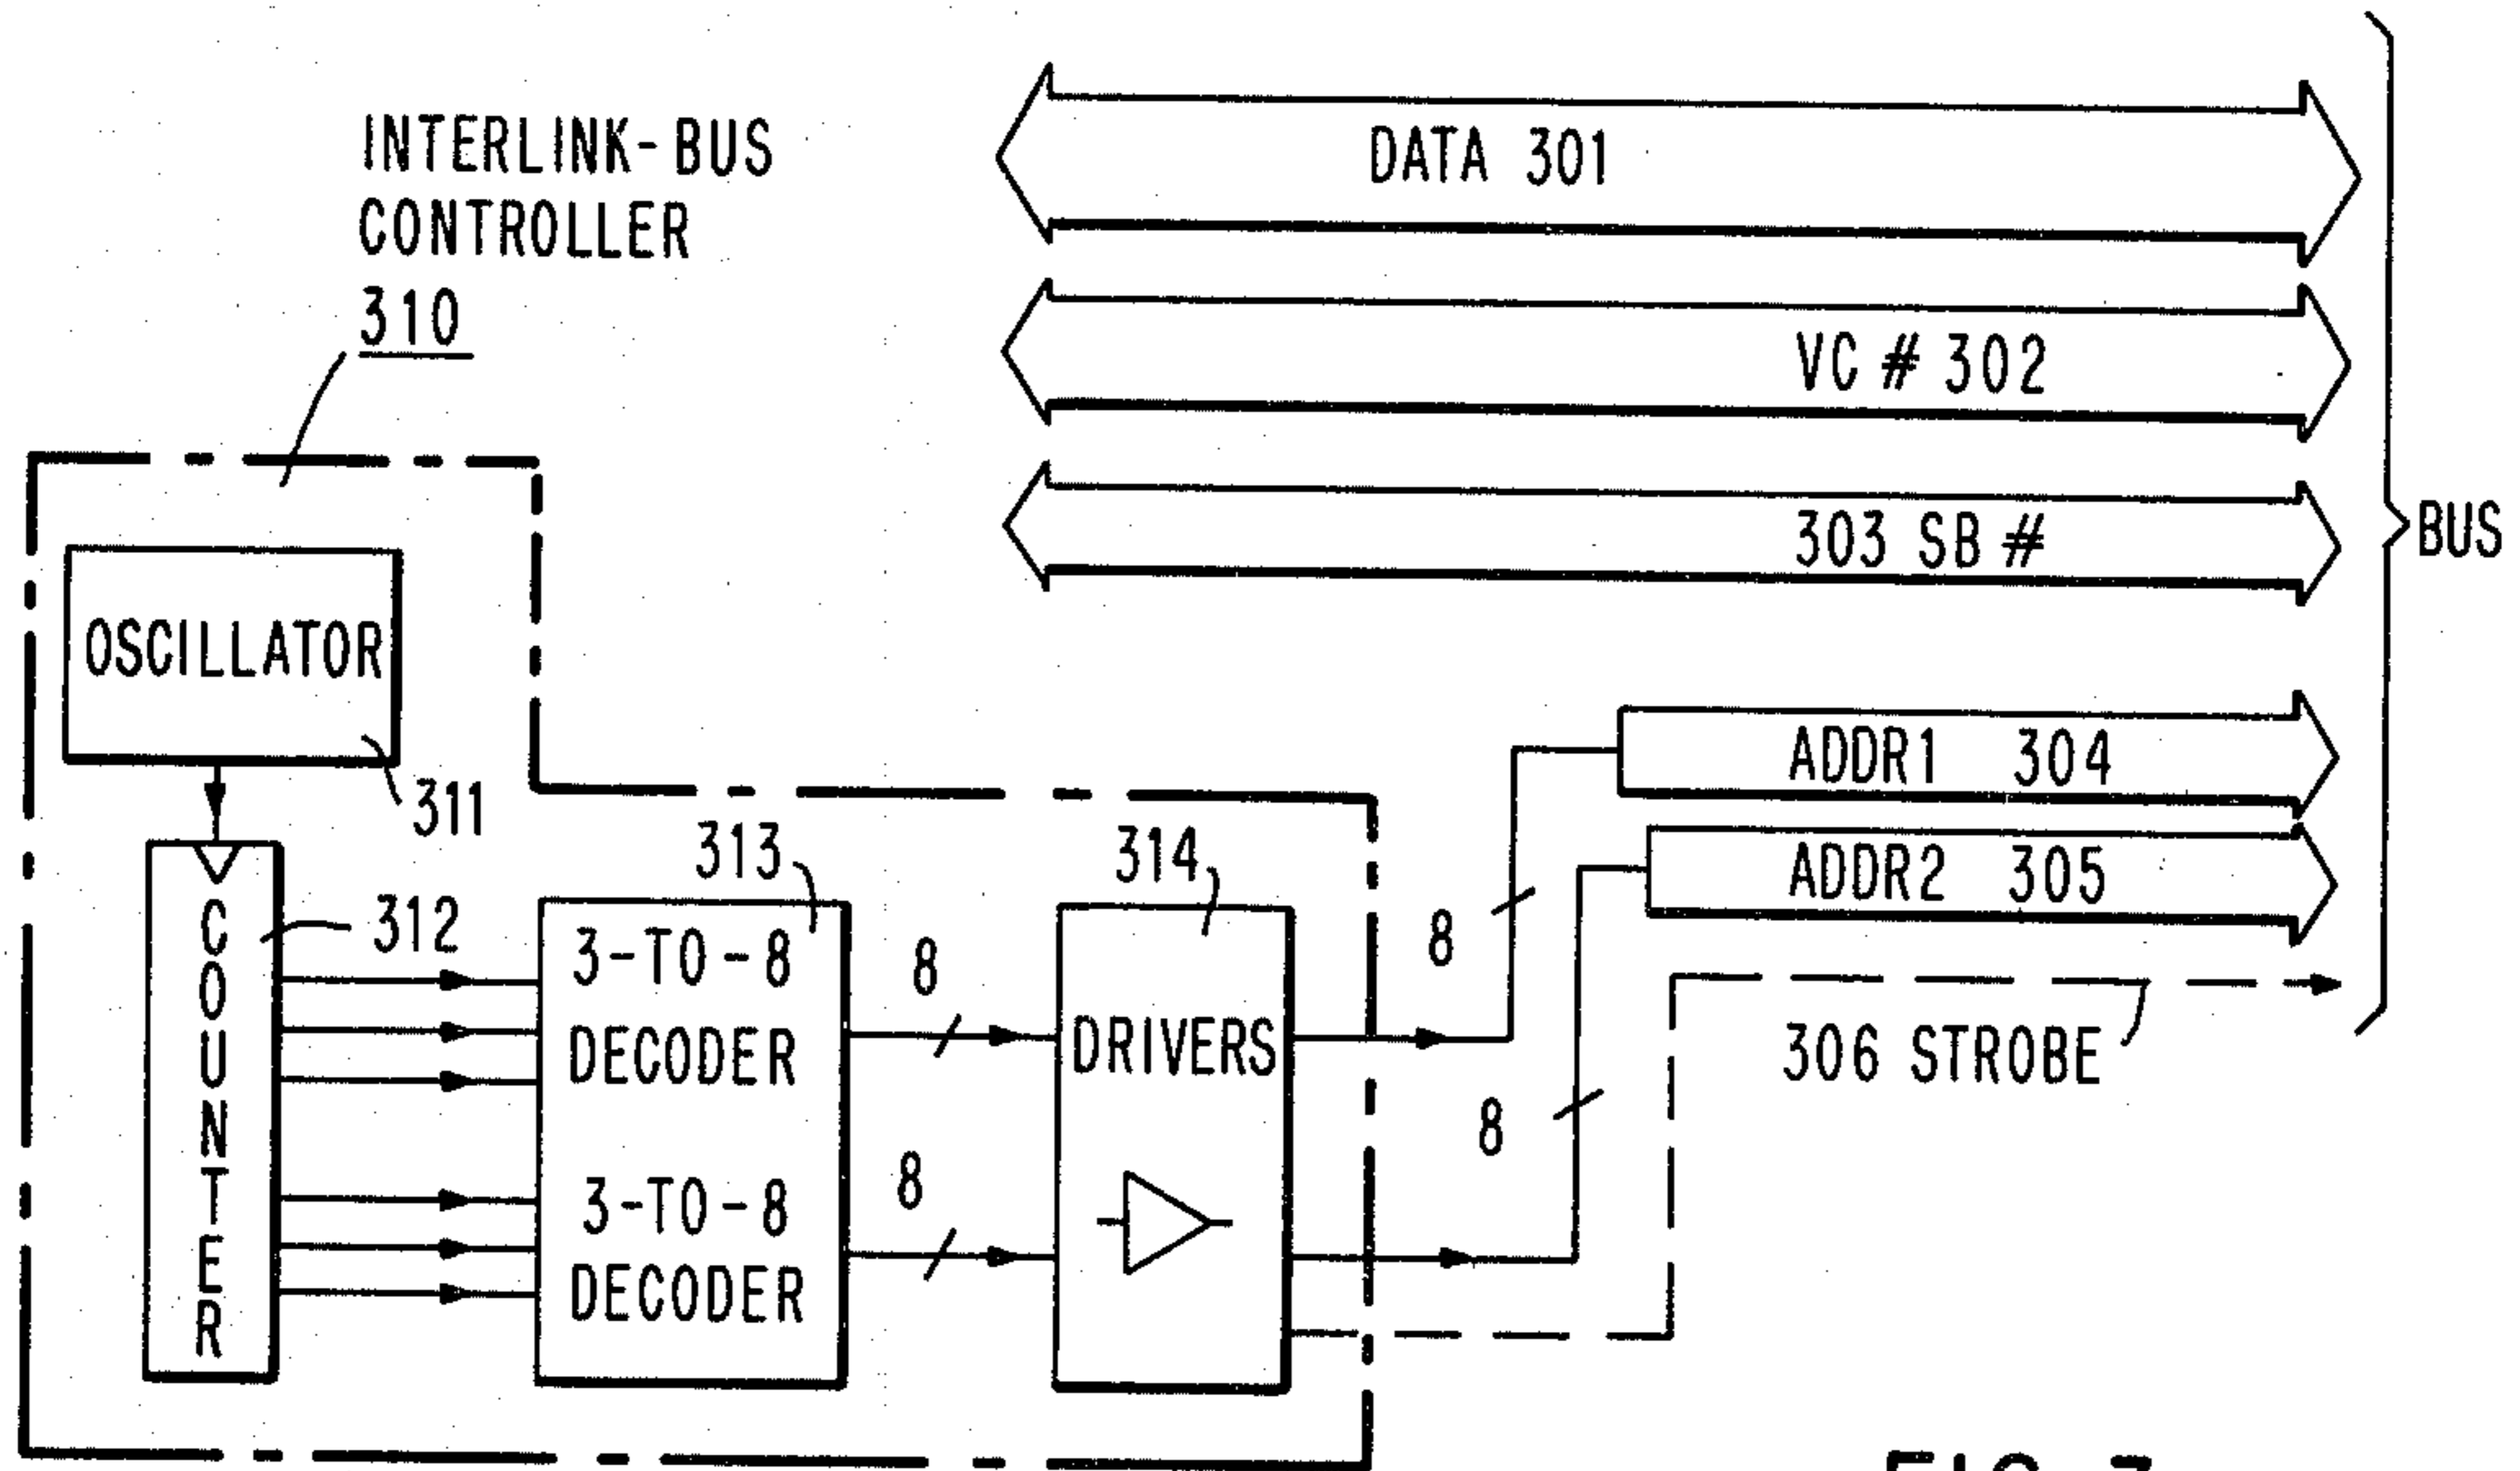 INTERLINK-BUS
CONTROLLER
310
DATA 301
VC # 302
303 SB #
BUS
OSCILLATOR
311
ADDR1 304
ADDR2 305
306 STROBE
COUNTER
312
313
3-TO-8
DECODER
3-TO-8
DECODER
8
8
314
DRIVERS
8
8